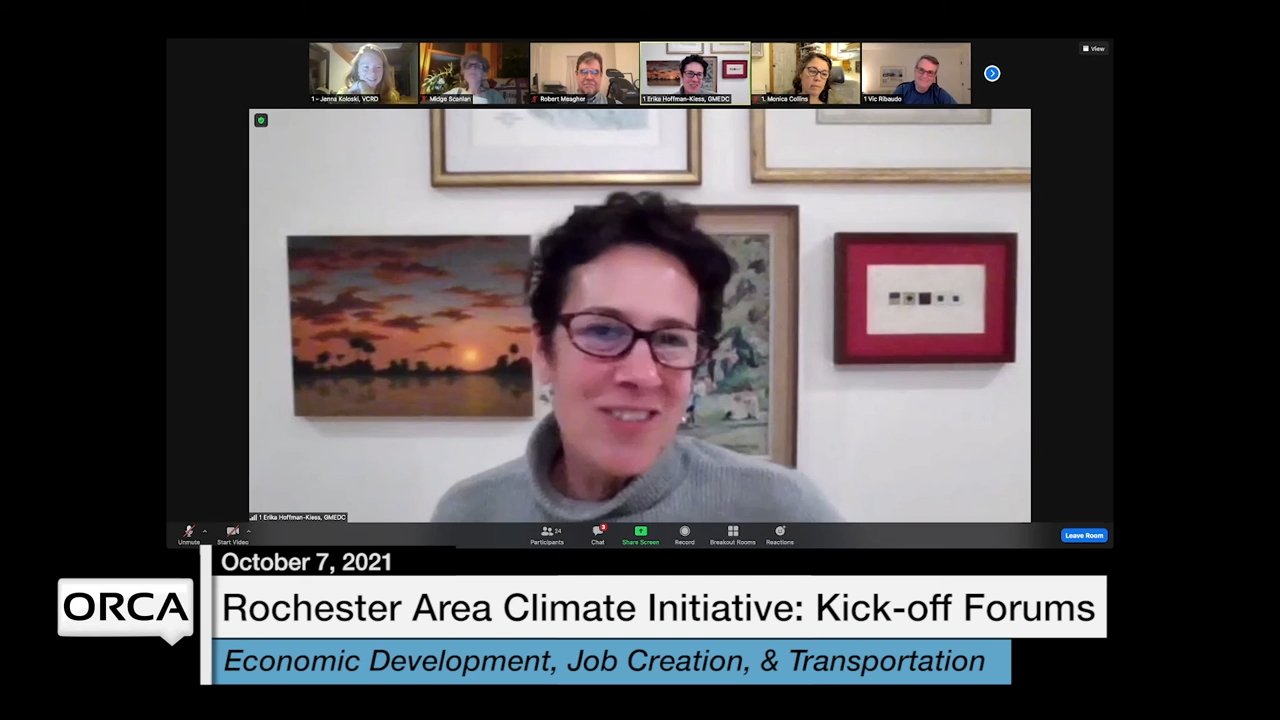 View
1 - Jenna Koloski, VCRD
Midge Scanlan
Robert Meagher
1 Erika Hoffman-Kiess, GMEDC
1. Monica Collins
1 Vic Ribaudo
1 Erika Hoffman-Kiess, GMEDC
Unmute
Start Video
Participants
24
Chat
3
Share Screen
Record
Breakout Rooms
Reactions
Leave Room
October 7, 2021
ORCA
Rochester Area Climate Initiative: Kick-off Forums
Economic Development, Job Creation, & Transportation